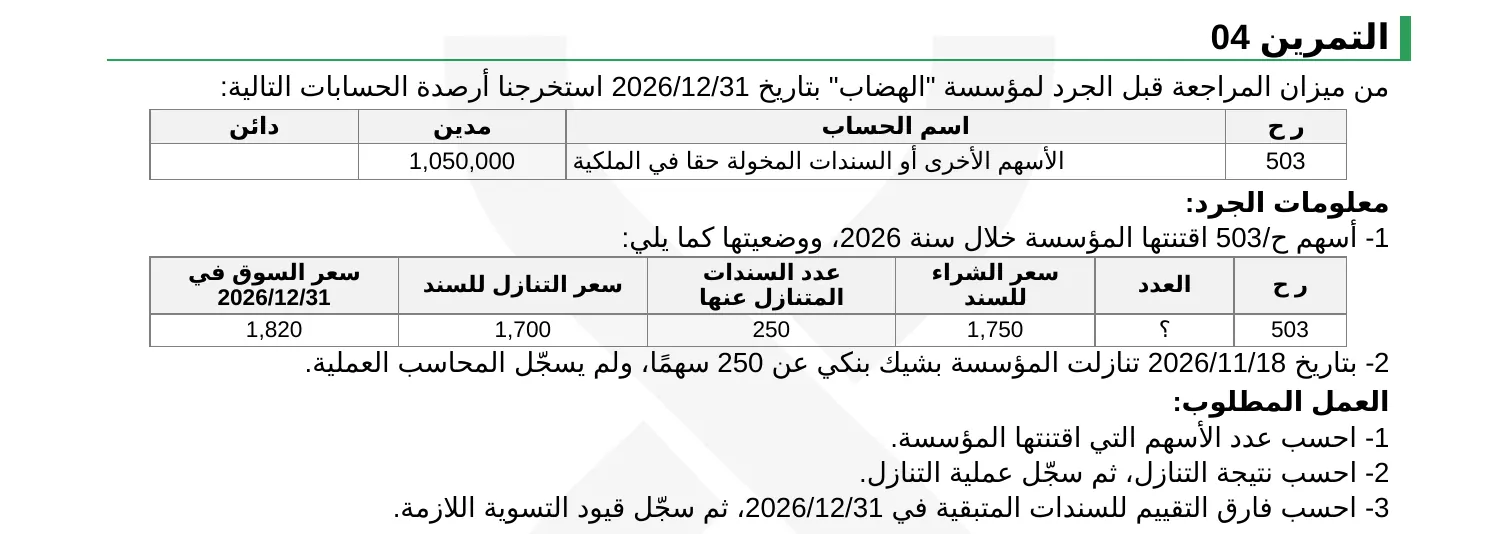 التمرين 04
من ميزان المراجعة قبل الجرد لمؤسسة "الهضاب" بتاريخ 2026/12/31 استخرجنا أرصدة الحسابات التالية:
ر ح	اسم الحساب	مدين	دائن
503	الأسهم الأخرى أو السندات المخولة حقا في الملكية	1,050,000
معلومات الجرد:
1- أسهم ح/503 اقتنتها المؤسسة خلال سنة 2026، ووضعيتها كما يلي:
ر ح	العدد	سعر الشراء للسند	عدد السندات المتنازل عنها	سعر التنازل للسند	سعر السوق في 2026/12/31
503	؟	1,750	250	1,700	1,820
2- بتاريخ 2026/11/18 تنازلت المؤسسة بشيك بنكي عن 250 سهمًا، ولم يسجّل المحاسب العملية.
العمل المطلوب:
1- احسب عدد الأسهم التي اقتنتها المؤسسة.
2- احسب نتيجة التنازل، ثم سجّل عملية التنازل.
3- احسب فارق التقييم للسندات المتبقية في 2026/12/31، ثم سجّل قيود التسوية اللازمة.